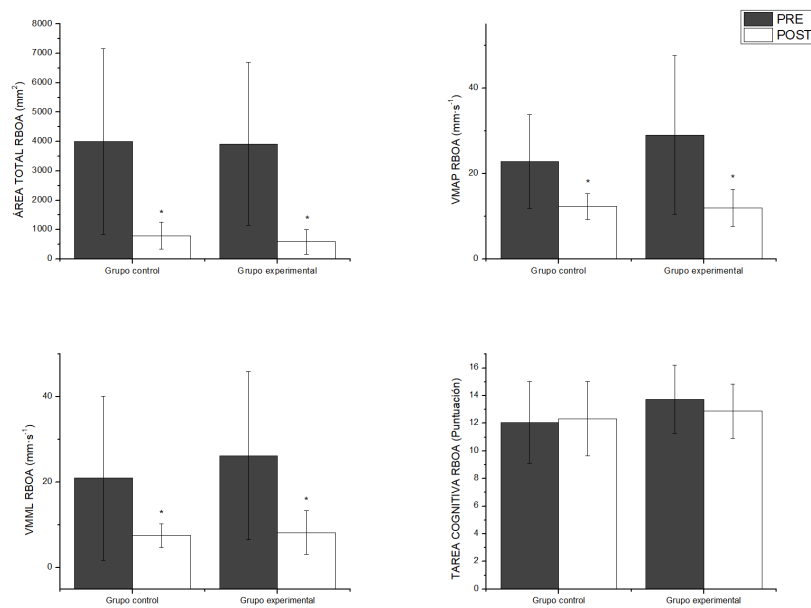 PRE
POST
ÁREA TOTAL RBOA (mm²)
8000
7000
6000
5000
4000
3000
2000
1000
0
*
*
Grupo control
Grupo experimental
VMAP RBOA (mm·s⁻¹)
40
20
0
*
*
Grupo control
Grupo experimental
VMML RBOA (mm·s⁻¹)
40
20
0
*
*
Grupo control
Grupo experimental
TAREA COGNITIVA RBOA (Puntuación)
16
14
12
10
8
6
4
2
0
Grupo control
Grupo experimental